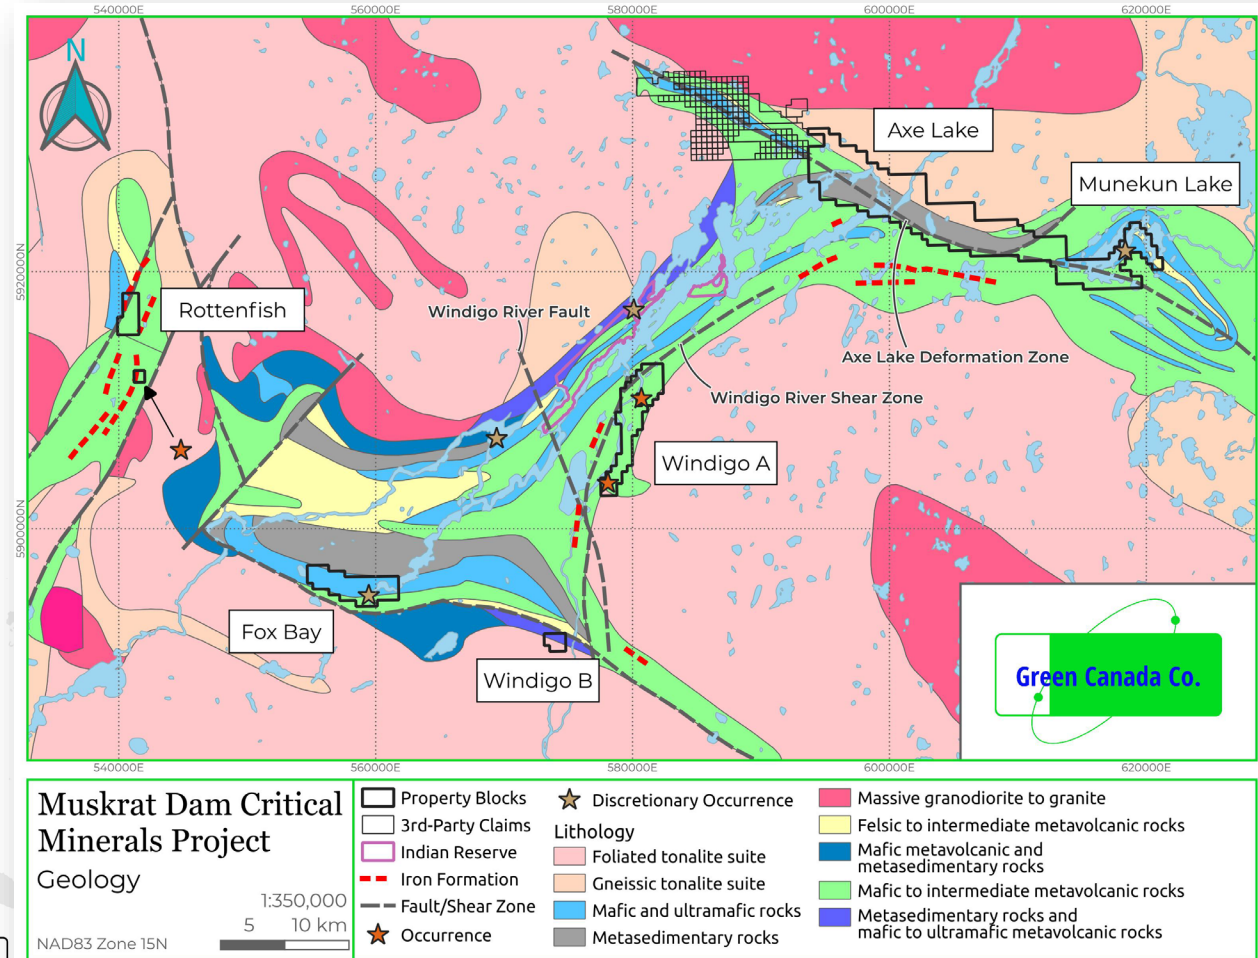 540000E
560000E
580000E
600000E
620000E
N
Axe Lake
Munekun Lake
5920000N
Rottenfish
Windigo River Fault
Axe Lake Deformation Zone
Windigo River Shear Zone
Windigo A
5900000N
Fox Bay
Windigo B
Green Canada Co.
540000E
560000E
580000E
600000E
620000E
Muskrat Dam Critical
Minerals Project
Geology
1:350,000
5 10 km
NAD83 Zone 15N
Property Blocks
3rd-Party Claims
Indian Reserve
Iron Formation
Fault/Shear Zone
Occurrence
Discretionary Occurrence
Lithology
Foliated tonalite suite
Gneissic tonalite suite
Mafic and ultramafic rocks
Metasedimentary rocks
Massive granodiorite to granite
Felsic to intermediate metavolcanic rocks
Mafic metavolcanic and
metasedimentary rocks
Mafic to intermediate metavolcanic rocks
Metasedimentary rocks and
mafic to ultramafic metavolcanic rocks